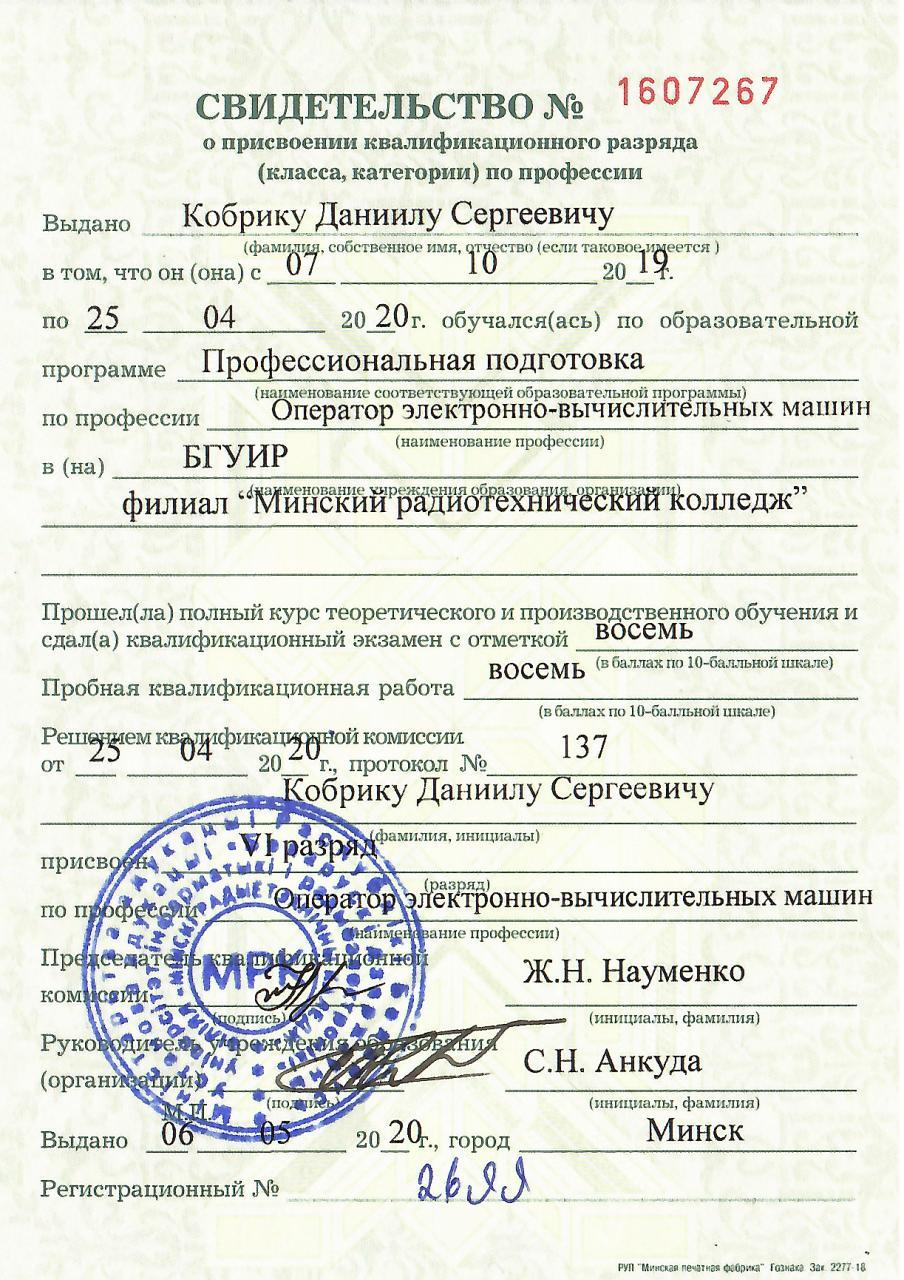 СВИДЕТЕЛЬСТВО № 1607267
о присвоении квалификационного разряда
(класса, категории) по профессии
Выдано Кобрику Даниилу Сергеевичу
(фамилия, собственное имя, отчество (если таковое имеется )
в том, что он (она) с 07 10 2019 г.
по 25 04 2020 г. обучался(ась) по образовательной
программе Профессиональная подготовка
(наименование соответствующей образовательной программы)
по профессии Оператор электронно-вычислительных машин
(наименование профессии)
в (на) БГУИР
(наименование учреждения образования, организации)
филиал “Минский радиотехнический колледж”
Прошел(ла) полный курс теоретического и производственного обучения и
сдал(а) квалификационный экзамен с отметкой восемь
(в баллах по 10-балльной шкале)
Пробная квалификационная работа восемь
(в баллах по 10-балльной шкале)
Решением квалификационной комиссии
от 25 04 2020 г., протокол № 137
Кобрику Даниилу Сергеевичу
(фамилия, инициалы)
присвоен VI разряд
(разряд)
по профессии Оператор электронно-вычислительных машин
(наименование профессии)
Председатель квалификационной
комиссии Ж.Н. Науменко
(подпись) (инициалы, фамилия)
Руководитель учреждения образования
(организации) С.Н. Анкуда
(подпись) (инициалы, фамилия)
М.П.
Выдано 06 05 2020 г., город Минск
Регистрационный №
РУП "Минская печатная фабрика" Гознака Зак. 2277-18
МРК